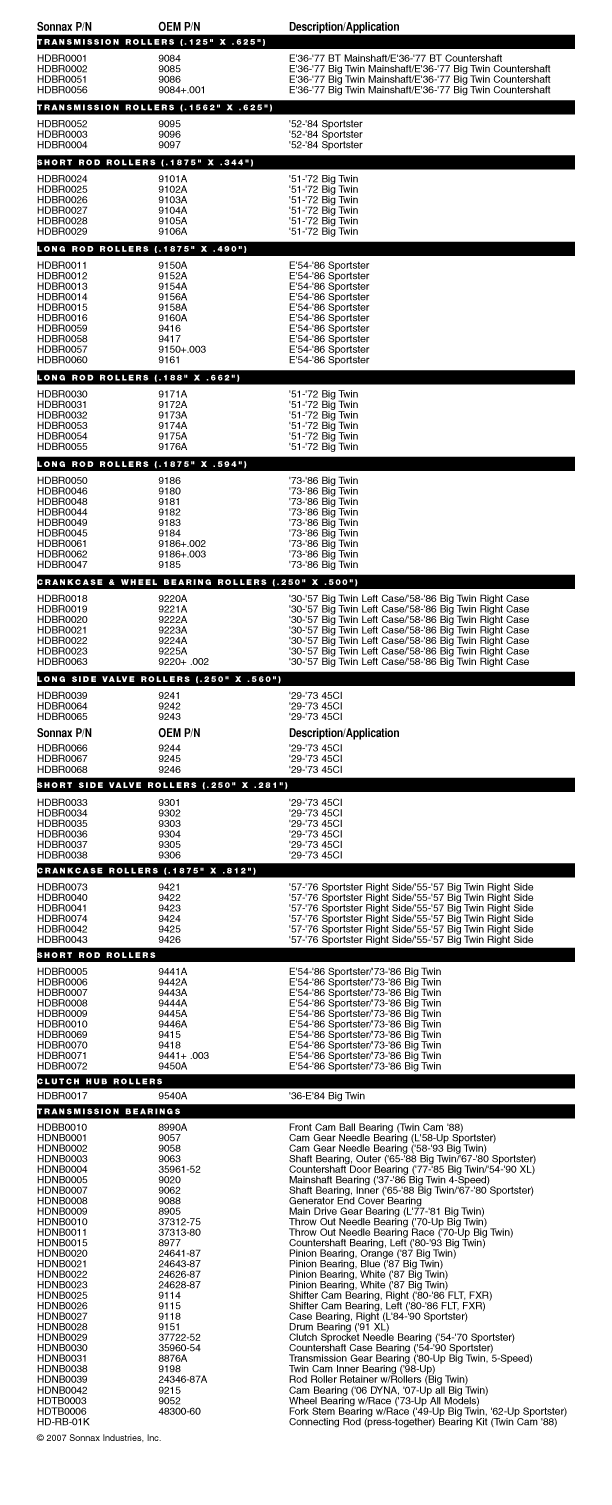 Sonnax P/N OEM P/N Description/Application
TRANSMISSION ROLLERS (.125" X .625")
HDBR0001 9084 E'36-'77 BT Mainshaft/E'36-'77 BT Countershaft
HDBR0002 9085 E'36-'77 Big Twin Mainshaft/E'36-'77 Big Twin Countershaft
HDBR0051 9086 E'36-'77 Big Twin Mainshaft/E'36-'77 Big Twin Countershaft
HDBR0056 9084+.001 E'36-'77 Big Twin Mainshaft/E'36-'77 Big Twin Countershaft
TRANSMISSION ROLLERS (.1562" X .625")
HDBR0052 9095 '52-'84 Sportster
HDBR0003 9096 '52-'84 Sportster
HDBR0004 9097 '52-'84 Sportster
SHORT ROD ROLLERS (.1875" X .344")
HDBR0024 9101A '51-'72 Big Twin
HDBR0025 9102A '51-'72 Big Twin
HDBR0026 9103A '51-'72 Big Twin
HDBR0027 9104A '51-'72 Big Twin
HDBR0028 9105A '51-'72 Big Twin
HDBR0029 9106A '51-'72 Big Twin
LONG ROD ROLLERS (.1875" X .490")
HDBR0011 9150A E'54-'86 Sportster
HDBR0012 9152A E'54-'86 Sportster
HDBR0013 9154A E'54-'86 Sportster
HDBR0014 9156A E'54-'86 Sportster
HDBR0015 9158A E'54-'86 Sportster
HDBR0016 9160A E'54-'86 Sportster
HDBR0059 9416 E'54-'86 Sportster
HDBR0058 9417 E'54-'86 Sportster
HDBR0057 9150+.003 E'54-'86 Sportster
HDBR0060 9161 E'54-'86 Sportster
LONG ROD ROLLERS (.188" X .662")
HDBR0030 9171A '51-'72 Big Twin
HDBR0031 9172A '51-'72 Big Twin
HDBR0032 9173A '51-'72 Big Twin
HDBR0053 9174A '51-'72 Big Twin
HDBR0054 9175A '51-'72 Big Twin
HDBR0055 9176A '51-'72 Big Twin
LONG ROD ROLLERS (.1875" X .594")
HDBR0050 9186 '73-'86 Big Twin
HDBR0046 9180 '73-'86 Big Twin
HDBR0048 9181 '73-'86 Big Twin
HDBR0044 9182 '73-'86 Big Twin
HDBR0049 9183 '73-'86 Big Twin
HDBR0045 9184 '73-'86 Big Twin
HDBR0061 9186+.002 '73-'86 Big Twin
HDBR0062 9186+.003 '73-'86 Big Twin
HDBR0047 9185 '73-'86 Big Twin
CRANKCASE & WHEEL BEARING ROLLERS (.250" X .500")
HDBR0018 9220A '30-'57 Big Twin Left Case/'58-'86 Big Twin Right Case
HDBR0019 9221A '30-'57 Big Twin Left Case/'58-'86 Big Twin Right Case
HDBR0020 9222A '30-'57 Big Twin Left Case/'58-'86 Big Twin Right Case
HDBR0021 9223A '30-'57 Big Twin Left Case/'58-'86 Big Twin Right Case
HDBR0022 9224A '30-'57 Big Twin Left Case/'58-'86 Big Twin Right Case
HDBR0023 9225A '30-'57 Big Twin Left Case/'58-'86 Big Twin Right Case
HDBR0063 9220+ .002 '30-'57 Big Twin Left Case/'58-'86 Big Twin Right Case
LONG SIDE VALVE ROLLERS (.250" X .560")
HDBR0039 9241 '29-'73 45CI
HDBR0064 9242 '29-'73 45CI
HDBR0065 9243 '29-'73 45CI
Sonnax P/N OEM P/N Description/Application
HDBR0066 9244 '29-'73 45CI
HDBR0067 9245 '29-'73 45CI
HDBR0068 9246 '29-'73 45CI
SHORT SIDE VALVE ROLLERS (.250" X .281")
HDBR0033 9301 '29-'73 45CI
HDBR0034 9302 '29-'73 45CI
HDBR0035 9303 '29-'73 45CI
HDBR0036 9304 '29-'73 45CI
HDBR0037 9305 '29-'73 45CI
HDBR0038 9306 '29-'73 45CI
CRANKCASE ROLLERS (.1875" X .812")
HDBR0073 9421 '57-'76 Sportster Right Side/'55-'57 Big Twin Right Side
HDBR0040 9422 '57-'76 Sportster Right Side/'55-'57 Big Twin Right Side
HDBR0041 9423 '57-'76 Sportster Right Side/'55-'57 Big Twin Right Side
HDBR0074 9424 '57-'76 Sportster Right Side/'55-'57 Big Twin Right Side
HDBR0042 9425 '57-'76 Sportster Right Side/'55-'57 Big Twin Right Side
HDBR0043 9426 '57-'76 Sportster Right Side/'55-'57 Big Twin Right Side
SHORT ROD ROLLERS
HDBR0005 9441A E'54-'86 Sportster/'73-'86 Big Twin
HDBR0006 9442A E'54-'86 Sportster/'73-'86 Big Twin
HDBR0007 9443A E'54-'86 Sportster/'73-'86 Big Twin
HDBR0008 9444A E'54-'86 Sportster/'73-'86 Big Twin
HDBR0009 9445A E'54-'86 Sportster/'73-'86 Big Twin
HDBR0010 9446A E'54-'86 Sportster/'73-'86 Big Twin
HDBR0069 9415 E'54-'86 Sportster/'73-'86 Big Twin
HDBR0070 9418 E'54-'86 Sportster/'73-'86 Big Twin
HDBR0071 9441+ .003 E'54-'86 Sportster/'73-'86 Big Twin
HDBR0072 9450A E'54-'86 Sportster/'73-'86 Big Twin
CLUTCH HUB ROLLERS
HDBR0017 9540A '36-E'84 Big Twin
TRANSMISSION BEARINGS
HDBB0010 8990A Front Cam Ball Bearing (Twin Cam '88)
HDNB0001 9057 Cam Gear Needle Bearing (L'58-Up Sportster)
HDNB0002 9058 Cam Gear Needle Bearing ('58-'93 Big Twin)
HDNB0003 9063 Shaft Bearing, Outer ('65-'88 Big Twin/'67-'80 Sportster)
HDNB0004 35961-52 Countershaft Door Bearing ('77-'85 Big Twin/'54-'90 XL)
HDNB0005 9020 Mainshaft Bearing ('37-'86 Big Twin 4-Speed)
HDNB0007 9062 Shaft Bearing, Inner ('65-'88 Big Twin/'67-'80 Sportster)
HDNB0008 9088 Generator End Cover Bearing
HDNB0009 8905 Main Drive Gear Bearing (L'77-'81 Big Twin)
HDNB0010 37312-75 Throw Out Needle Bearing ('70-Up Big Twin)
HDNB0011 37313-80 Throw Out Needle Bearing Race ('70-Up Big Twin)
HDNB0015 8977 Countershaft Bearing, Left ('80-'93 Big Twin)
HDNB0020 24641-87 Pinion Bearing, Orange ('87 Big Twin)
HDNB0021 24643-87 Pinion Bearing, Blue ('87 Big Twin)
HDNB0022 24626-87 Pinion Bearing, White ('87 Big Twin)
HDNB0023 24628-87 Pinion Bearing, White ('87 Big Twin)
HDNB0025 9114 Shifter Cam Bearing, Right ('80-'86 FLT, FXR)
HDNB0026 9115 Shifter Cam Bearing, Left ('80-'86 FLT, FXR)
HDNB0027 9118 Case Bearing, Right (L'84-'90 Sportster)
HDNB0028 9151 Drum Bearing ('91 XL)
HDNB0029 37722-52 Clutch Sprocket Needle Bearing ('54-'70 Sportster)
HDNB0030 35960-54 Countershaft Case Bearing ('54-'90 Sportster)
HDNB0031 8876A Transmission Gear Bearing ('80-Up Big Twin, 5-Speed)
HDNB0038 9198 Twin Cam Inner Bearing ('98-Up)
HDNB0039 24346-87A Rod Roller Retainer w/Rollers (Big Twin)
HDNB0042 9215 Cam Bearing ('06 DYNA, '07-Up all Big Twin)
HDTB0003 9052 Wheel Bearing w/Race ('73-Up All Models)
HDTB0006 48300-60 Fork Stem Bearing w/Race ('49-Up Big Twin, '62-Up Sportster)
HD-RB-01K Connecting Rod (press-together) Bearing Kit (Twin Cam '88)
© 2007 Sonnax Industries, Inc.